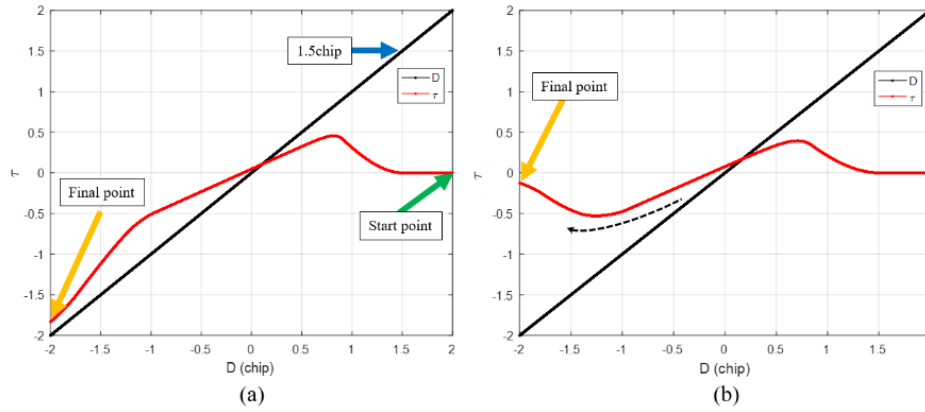 2
1.5
1
0.5
0
-0.5
-1
-1.5
-2
τ
1.5chip
D
τ
Final point
Start point
-2 -1.5 -1 -0.5 0 0.5 1 1.5 2
D (chip)
(a)
2
1.5
1
0.5
0
-0.5
-1
-1.5
-2
τ
Final point
D
τ
-2 -1.5 -1 -0.5 0 0.5 1 1.5
D (chip)
(b)